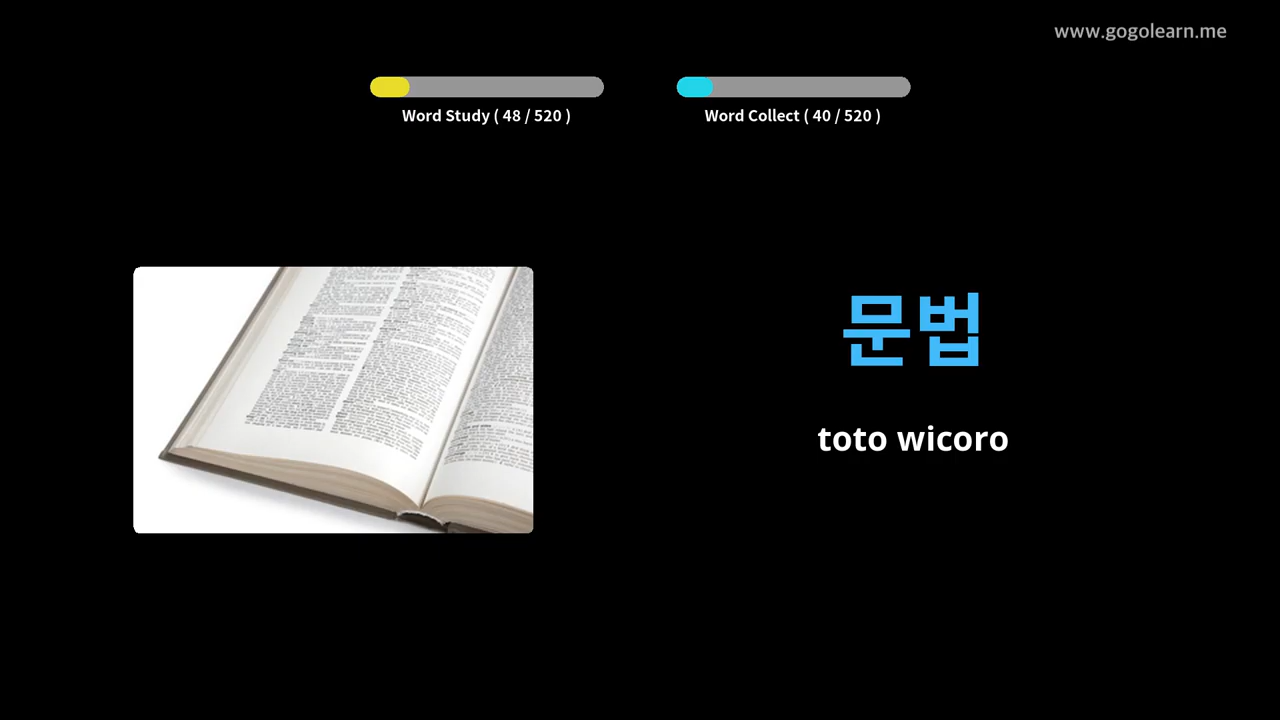 www.gogolearn.me
Word Study ( 48 / 520 )
Word Collect ( 40 / 520 )
문법
toto wicoro